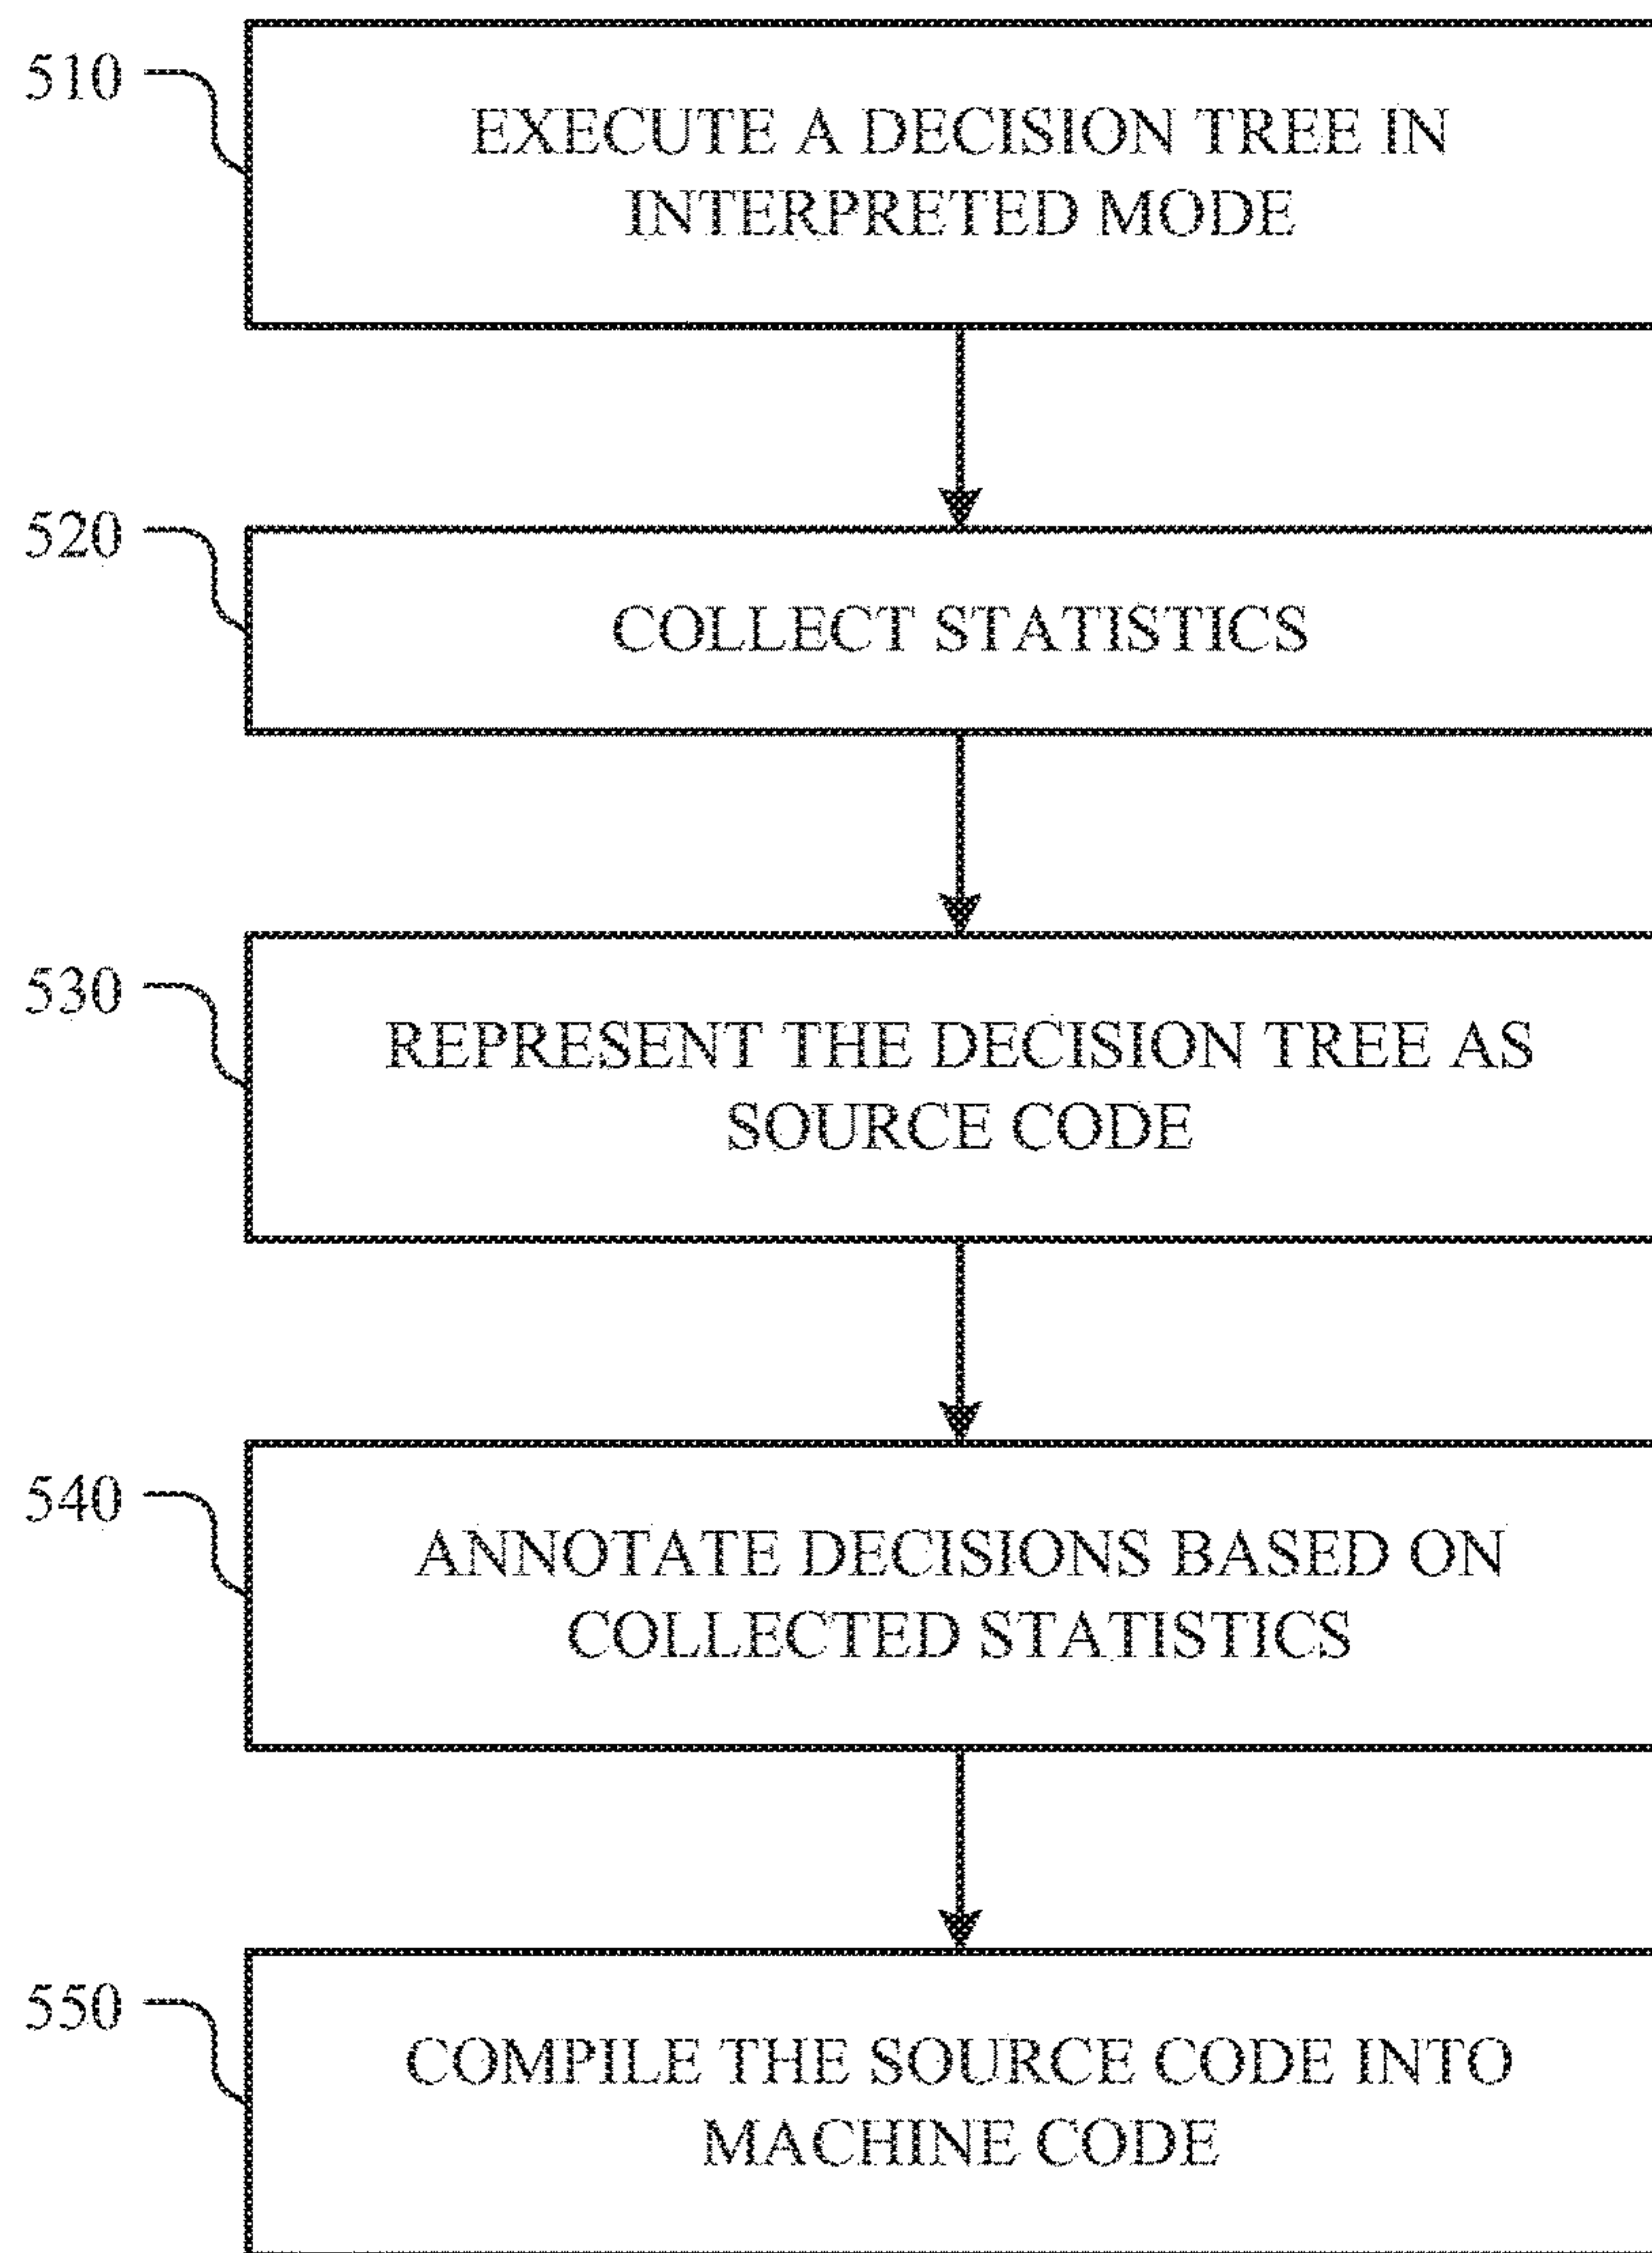 510
EXECUTE A DECISION TREE IN
INTERPRETED MODE
520
COLLECT STATISTICS
530
REPRESENT THE DECISION TREE AS
SOURCE CODE
540
ANNOTATE DECISIONS BASED ON
COLLECTED STATISTICS
550
COMPILE THE SOURCE CODE INTO
MACHINE CODE